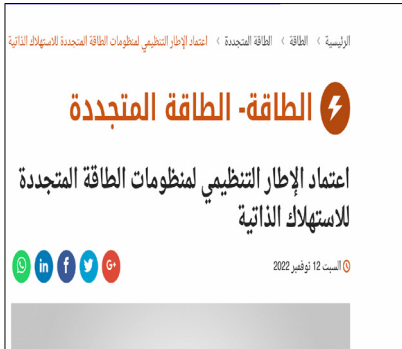 الرئيسية › الطاقة › الطاقة المتجددة › اعتماد الإطار التنظيمي لمنظومات الطاقة المتجددة للاستهلاك الذاتية
الطاقة- الطاقة المتجددة
اعتماد الإطار التنظيمي لمنظومات الطاقة المتجددة
للاستهلاك الذاتية
السبت 12 نوفمبر 2022
G+ f in